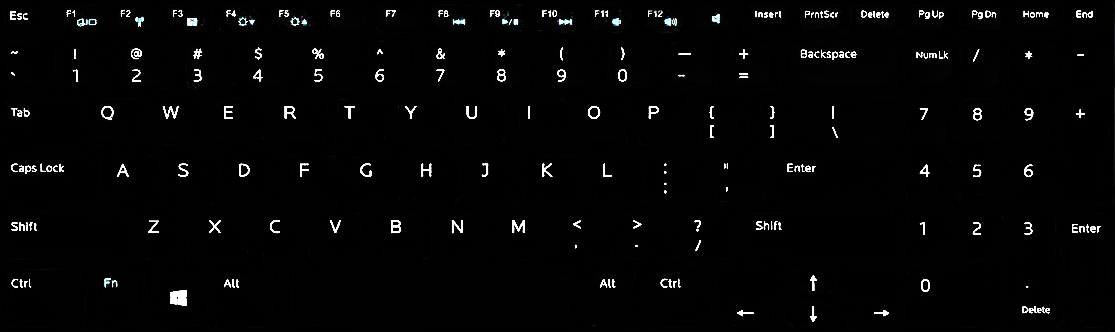 Esc F1 F2 F3 F4 F5 F6 F7 F8 F9 F10 F11 F12 Insert PrntScr Delete PgUp PgDn Home End
~ ! @ # $ % ^ & * ( ) — + Backspace NumLk / * -
` 1 2 3 4 5 6 7 8 9 0 - =
Tab Q W E R T Y U I O P { } | 7 8 9 +
[ ] \
Caps Lock A S D F G H J K L : " Enter 4 5 6
; '
Shift Z X C V B N M < > ? Shift 1 2 3 Enter
, . /
Ctrl Fn Alt Alt Ctrl ↑ 0 .
← ↓ → Delete